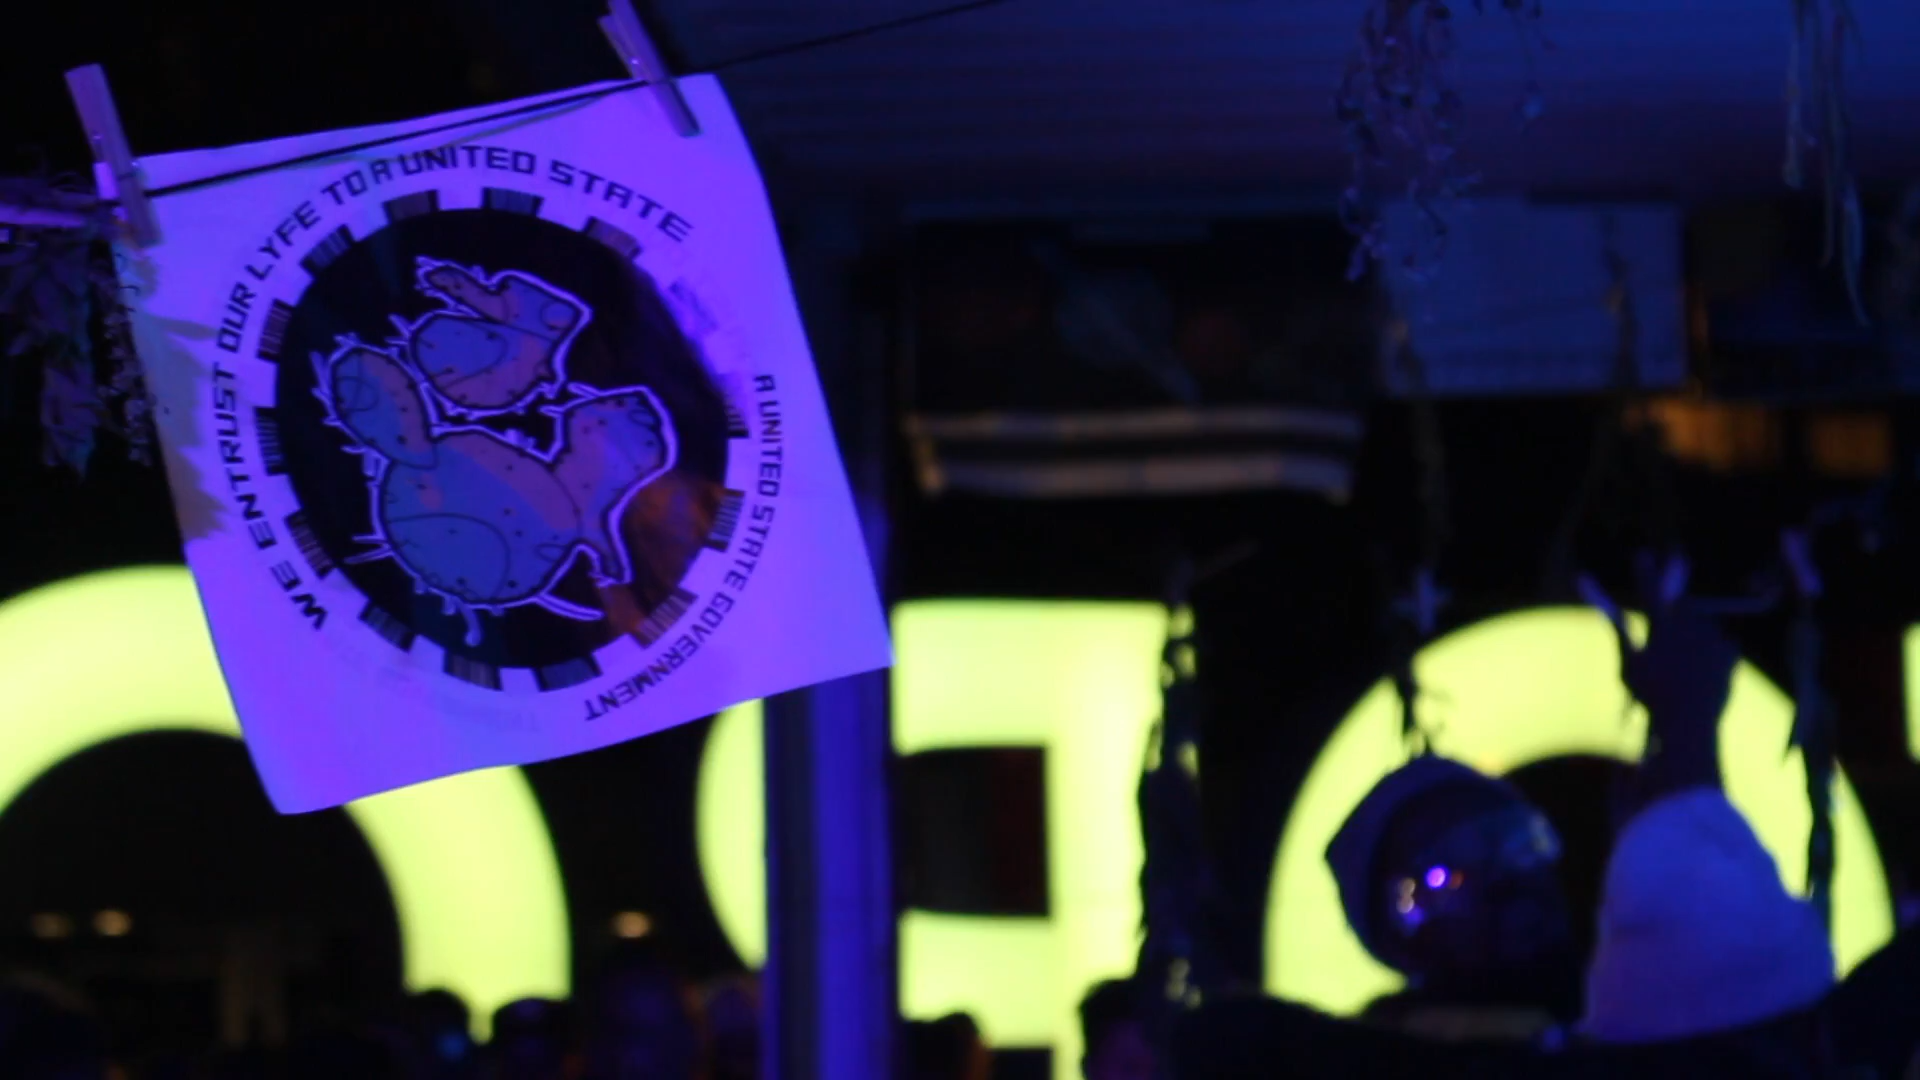 WE ENTRUST OUR LYFE TO A UNITED STATE
A UNITED STATE GOVERNMENT